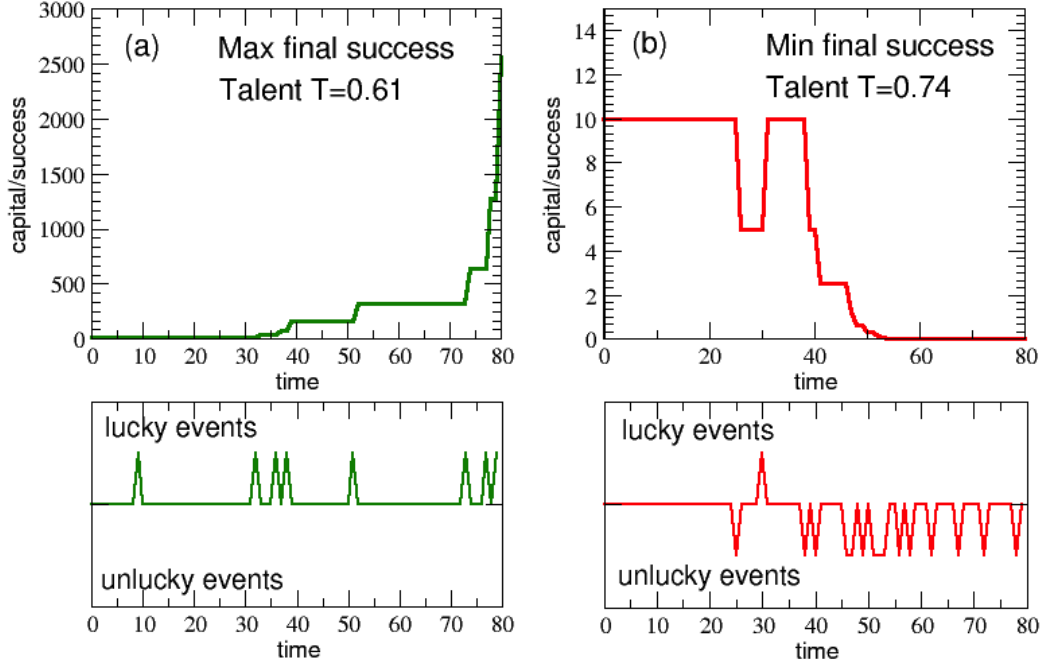 (a)
Max final success
Talent T=0.61
capital/success
3000
2500
2000
1500
1000
500
0
0 10 20 30 40 50 60 70 80
time
(b)
Min final success
Talent T=0.74
capital/success
14
12
10
8
6
4
2
0
0 20 40 60 80
time
lucky events
unlucky events
0 10 20 30 40 50 60 70 80
time
lucky events
unlucky events
0 10 20 30 40 50 60 70 80
time